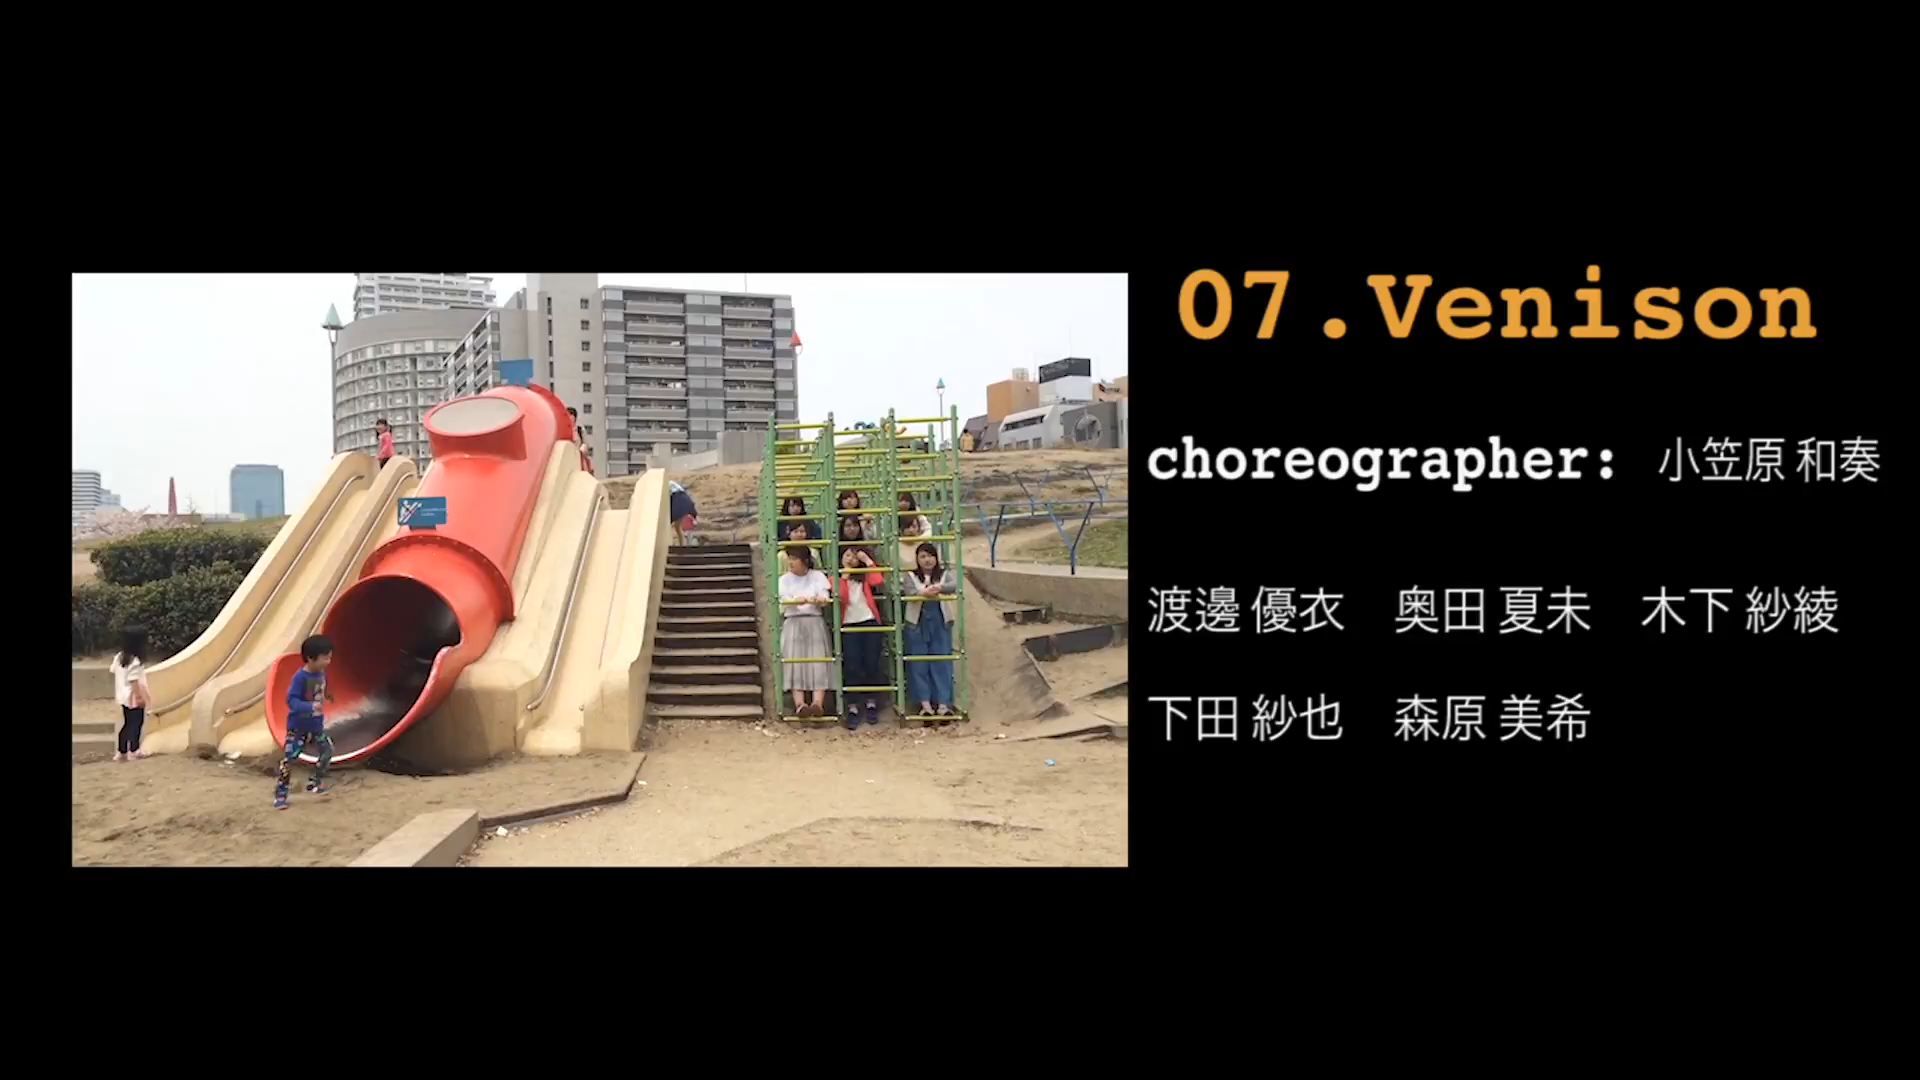 07.Venison
choreographer: 小笠原 和奏
渡邊 優衣 奥田 夏未 木下 紗綾
下田 紗也 森原 美希